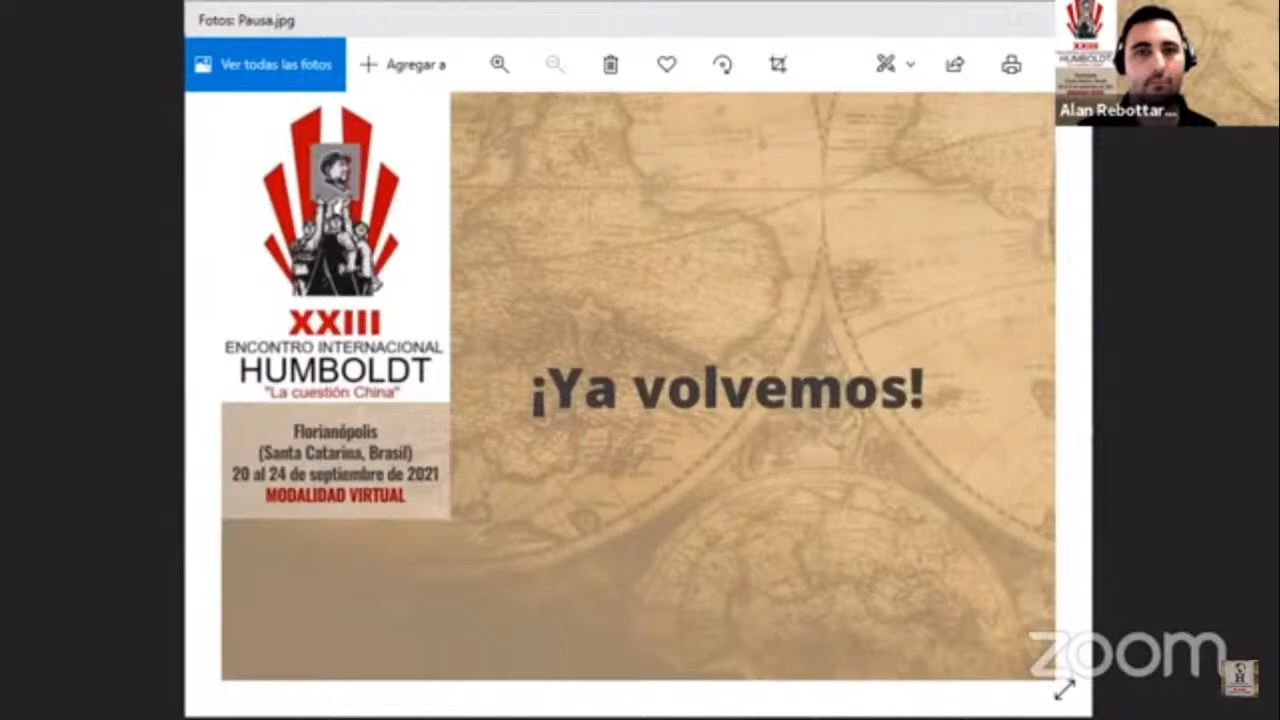 Fotos: Pausa.jpg
Ver todas las fotos
Agregar a
XXIII
HUMBOLDT
Alan Rebottar...
XXIII
ENCONTRO INTERNACIONAL
HUMBOLDT
"La cuestión China"
Florianópolis
(Santa Catarina, Brasil)
20 al 24 de septiembre de 2021
MODALIDAD VIRTUAL
¡Ya volvemos!
zoom